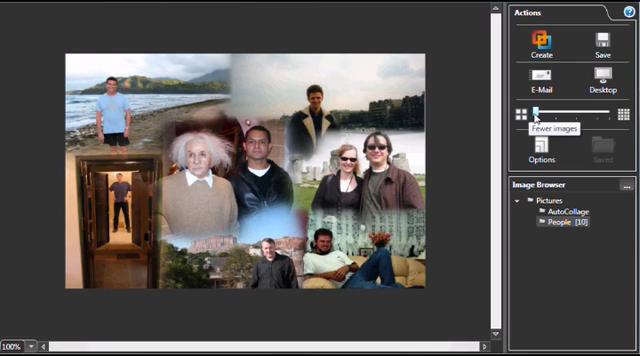 Actions
?
Create
Save
E-Mail
Desktop
Fewer images
Options
Saved
Image Browser
...
Pictures
AutoCollage
People [10]
100%